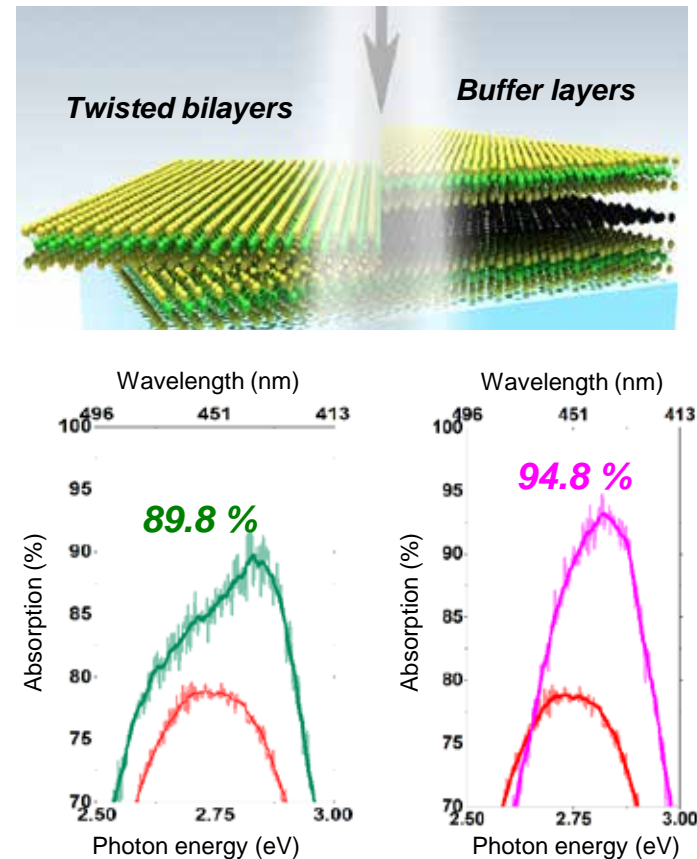 Twisted bilayers
Buffer layers
Wavelength (nm)
496 451 413
100
95
90
85
80
75
70
89.8 %
Absorption (%)
2.50 2.75 3.00
Photon energy (eV)
Wavelength (nm)
496 451 413
100
95
90
85
80
75
70
94.8 %
Absorption (%)
2.50 2.75 3.00
Photon energy (eV)